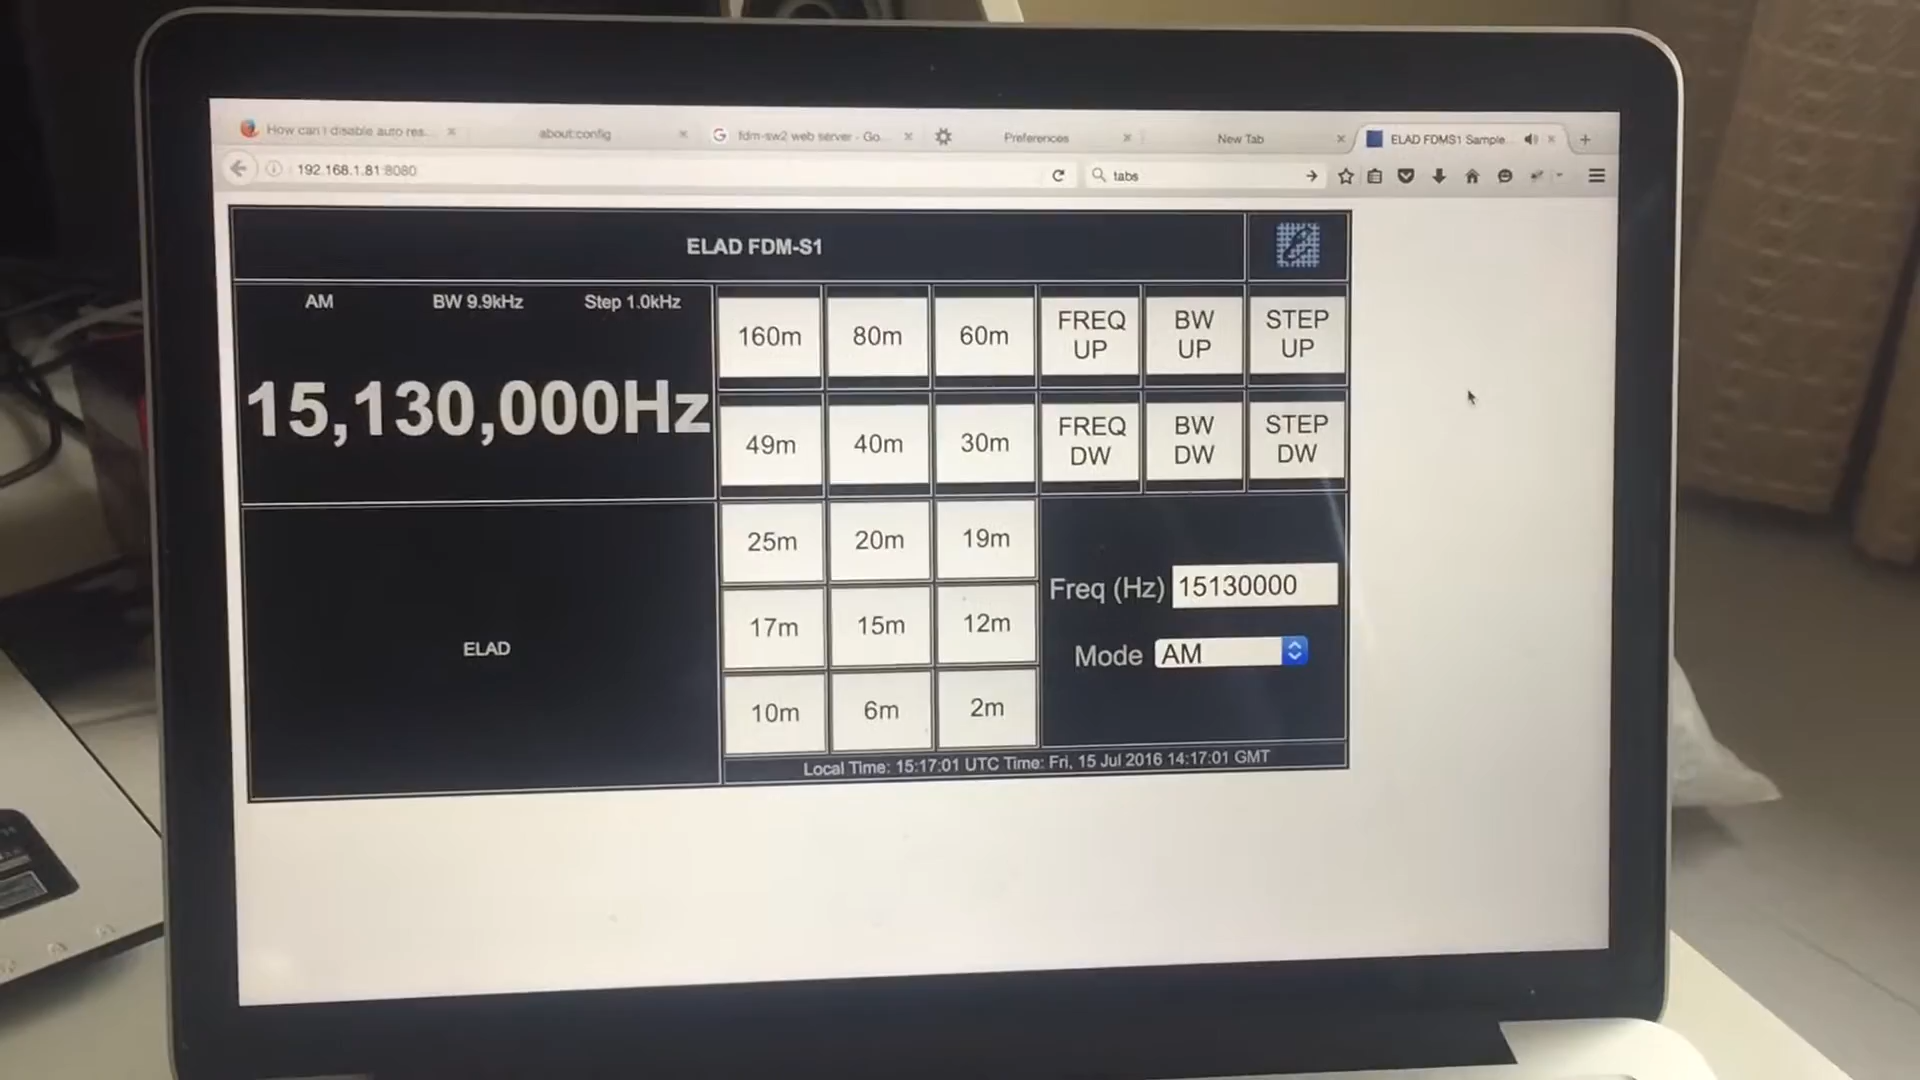 How can I disable auto res...
about:config
fdm-sw2 web server - Go...
Preferences
New Tab
ELAD FDMS1 Sample
192.168.1.81:8080
tabs
ELAD FDM-S1
AM
BW 9.9kHz
Step 1.0kHz
15,130,000Hz
160m
80m
60m
FREQ
UP
BW
UP
STEP
UP
49m
40m
30m
FREQ
DW
BW
DW
STEP
DW
25m
20m
19m
17m
15m
12m
10m
6m
2m
Freq (Hz) 15130000
Mode AM
ELAD
Local Time: 15:17:01 UTC Time: Fri, 15 Jul 2016 14:17:01 GMT